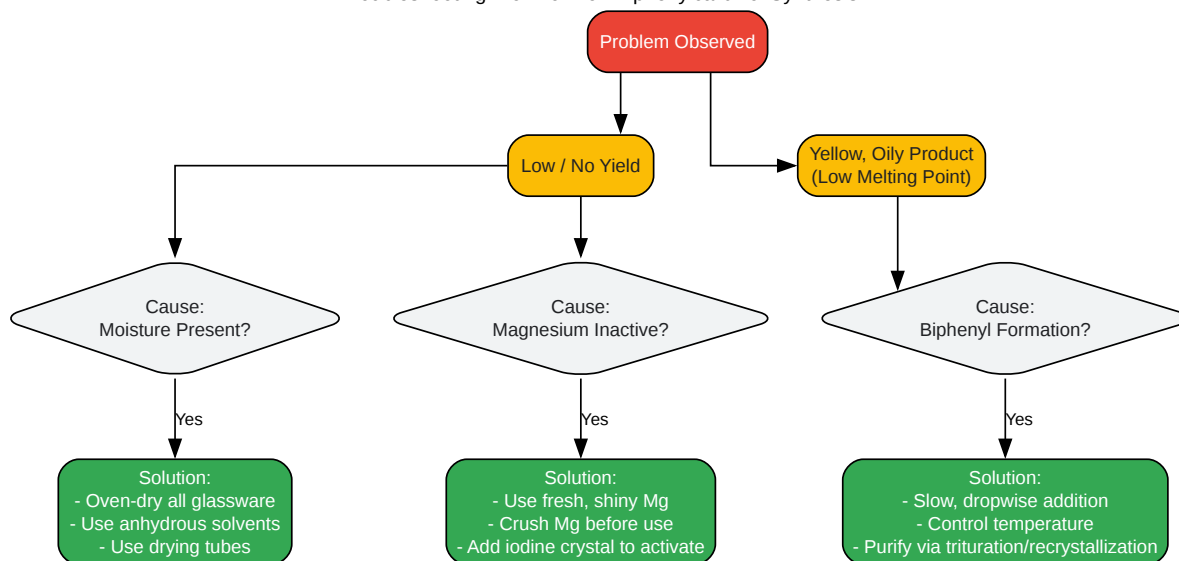 Problem Observed
Low / No Yield
Yellow, Oily Product
(Low Melting Point)
Cause:
Moisture Present?
Cause:
Magnesium Inactive?
Cause:
Biphenyl Formation?
Yes
Yes
Yes
Solution:
- Oven-dry all glassware
- Use anhydrous solvents
- Use drying tubes
Solution:
- Use fresh, shiny Mg
- Crush Mg before use
- Add iodine crystal to activate
Solution:
- Slow, dropwise addition
- Control temperature
- Purify via trituration/recrystallization